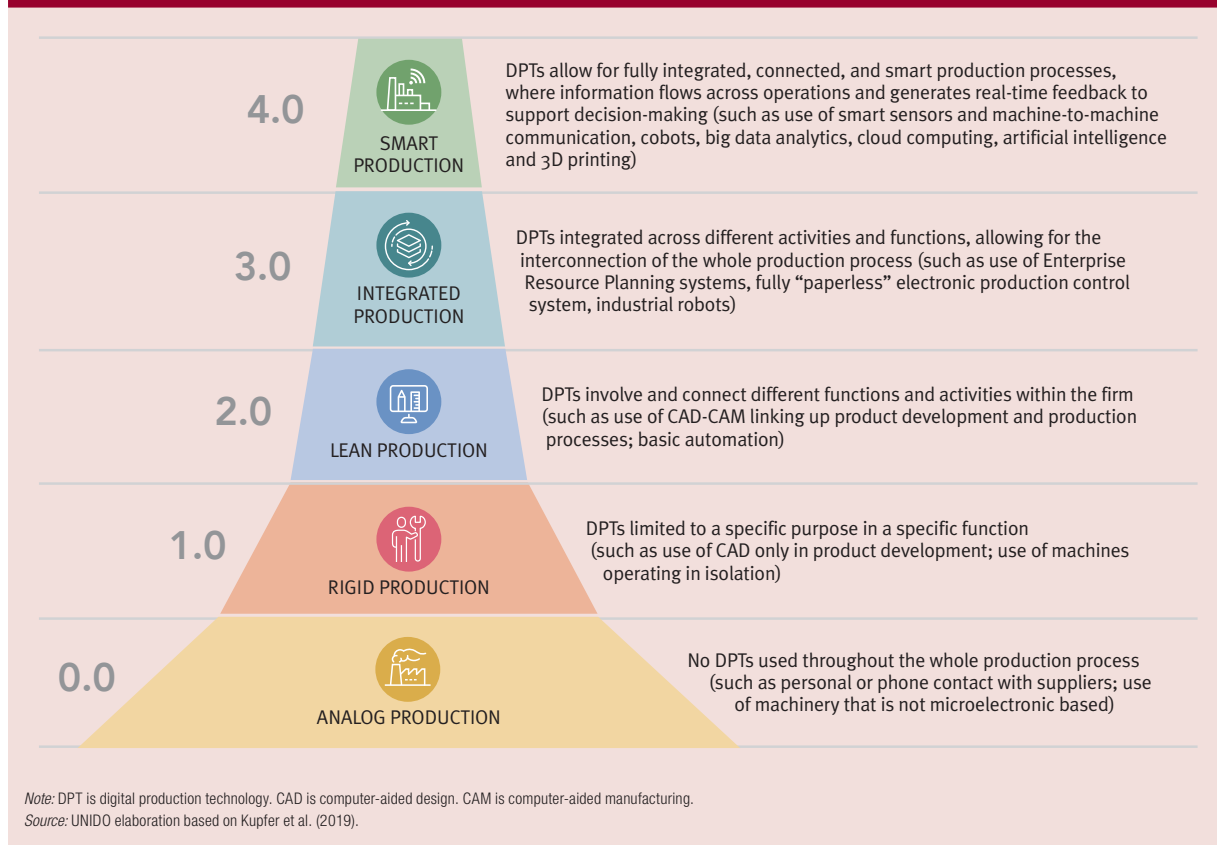 4.0
SMART
PRODUCTION
DPTs allow for fully integrated, connected, and smart production processes,
where information flows across operations and generates real-time feedback to
support decision-making (such as use of smart sensors and machine-to-machine
communication, cobots, big data analytics, cloud computing, artificial intelligence
and 3D printing)
3.0
INTEGRATED
PRODUCTION
DPTs integrated across different activities and functions, allowing for the
interconnection of the whole production process (such as use of Enterprise
Resource Planning systems, fully “paperless” electronic production control
system, industrial robots)
2.0
LEAN PRODUCTION
DPTs involve and connect different functions and activities within the firm
(such as use of CAD-CAM linking up product development and production
processes; basic automation)
1.0
RIGID PRODUCTION
DPTs limited to a specific purpose in a specific function
(such as use of CAD only in product development; use of machines
operating in isolation)
0.0
ANALOG PRODUCTION
No DPTs used throughout the whole production process
(such as personal or phone contact with suppliers; use
of machinery that is not microelectronic based)
Note: DPT is digital production technology. CAD is computer-aided design. CAM is computer-aided manufacturing.
Source: UNIDO elaboration based on Kupfer et al. (2019).